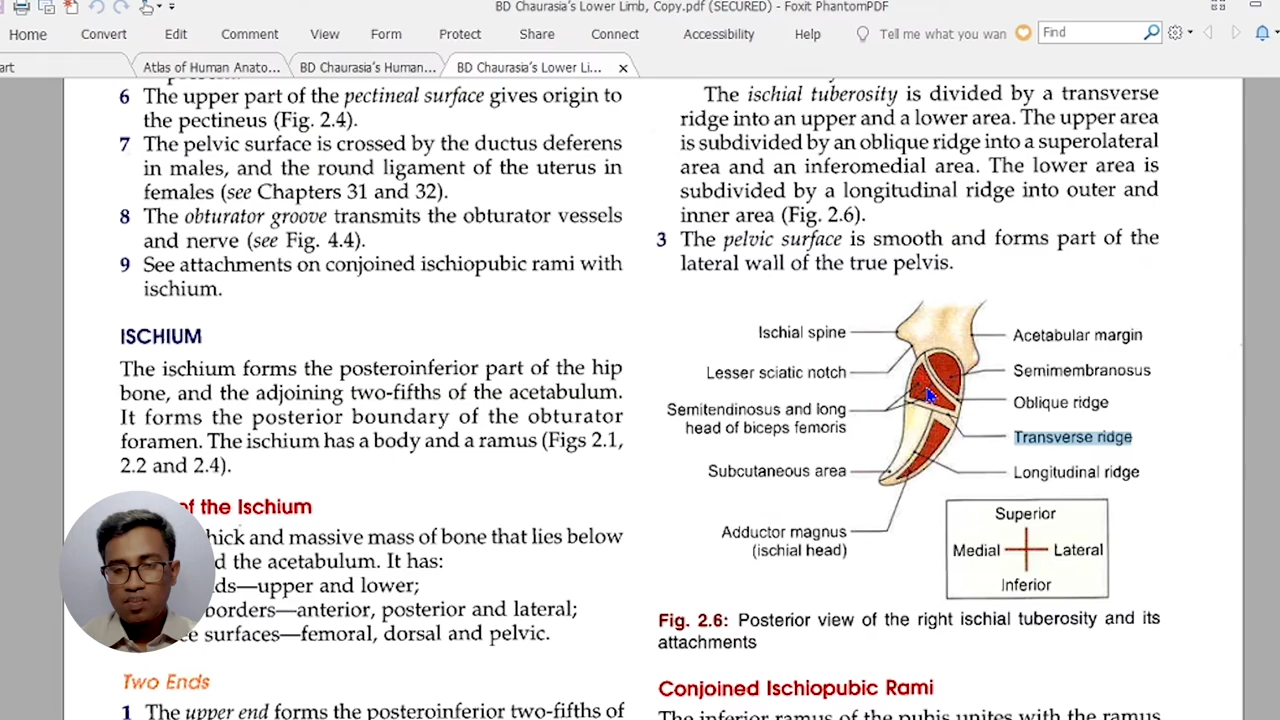 BD Chaurasia's Lower Limb, Copy.pdf (SECURED) - Foxit PhantomPDF
Home Convert Edit Comment View Form Protect Share Connect Accessibility Help Tell me what you wan Find
art Atlas of Human Anato... BD Chaurasia's Human... BD Chaurasia's Lower Li...
6 The upper part of the pectineal surface gives origin to
the pectineus (Fig. 2.4).
7 The pelvic surface is crossed by the ductus deferens
in males, and the round ligament of the uterus in
females (see Chapters 31 and 32).
8 The obturator groove transmits the obturator vessels
and nerve (see Fig. 4.4).
9 See attachments on conjoined ischiopubic rami with
ischium.
ISCHIUM
The ischium forms the posteroinferior part of the hip
bone, and the adjoining two-fifths of the acetabulum.
It forms the posterior boundary of the obturator
foramen. The ischium has a body and a ramus (Figs 2.1,
2.2 and 2.4).
of the Ischium
hick and massive mass of bone that lies below
d the acetabulum. It has:
ds—upper and lower;
borders—anterior, posterior and lateral;
e surfaces—femoral, dorsal and pelvic.
Two Ends
1 The upper end forms the posteroinferior two-fifths of
The ischial tuberosity is divided by a transverse
ridge into an upper and a lower area. The upper area
is subdivided by an oblique ridge into a superolateral
area and an inferomedial area. The lower area is
subdivided by a longitudinal ridge into outer and
inner area (Fig. 2.6).
3 The pelvic surface is smooth and forms part of the
lateral wall of the true pelvis.
Ischial spine
Acetabular margin
Lesser sciatic notch
Semimembranosus
Semitendinosus and long
head of biceps femoris
Oblique ridge
Transverse ridge
Subcutaneous area
Longitudinal ridge
Adductor magnus
(ischial head)
Superior
Medial Lateral
Inferior
Fig. 2.6: Posterior view of the right ischial tuberosity and its
attachments
Conjoined Ischiopubic Rami
The inferior ramus of the pubis unites with the ramus